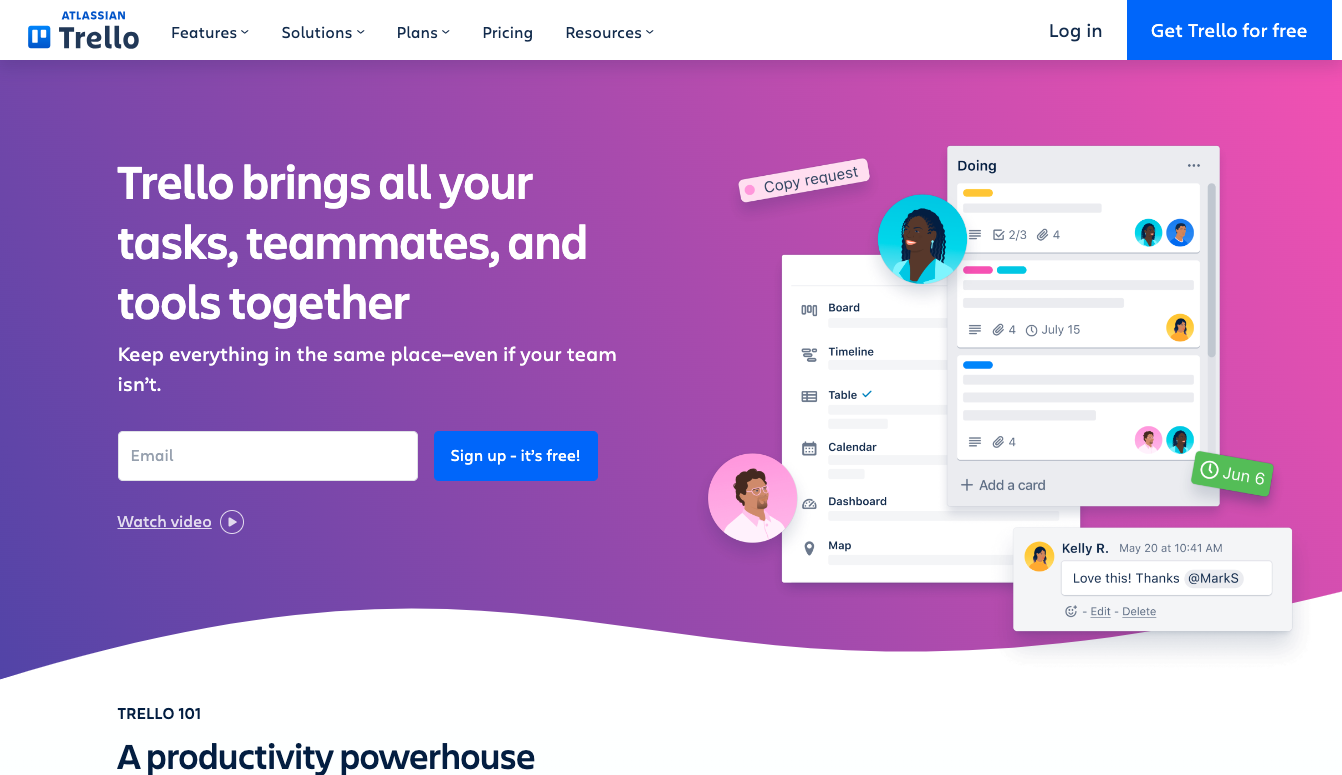 ATLASSIAN
Trello
Features
Solutions
Plans
Pricing
Resources
Log in
Get Trello for free
Trello brings all your
tasks, teammates, and
tools together
Keep everything in the same place—even if your team
isn’t.
Email
Sign up - it’s free!
Watch video
Copy request
Doing
2/3
4
4
July 15
4
Add a card
Board
Timeline
Table
Calendar
Dashboard
Map
Jun 6
Kelly R. May 20 at 10:41 AM
Love this! Thanks @MarkS
- Edit - Delete
TRELLO 101
A productivity powerhouse